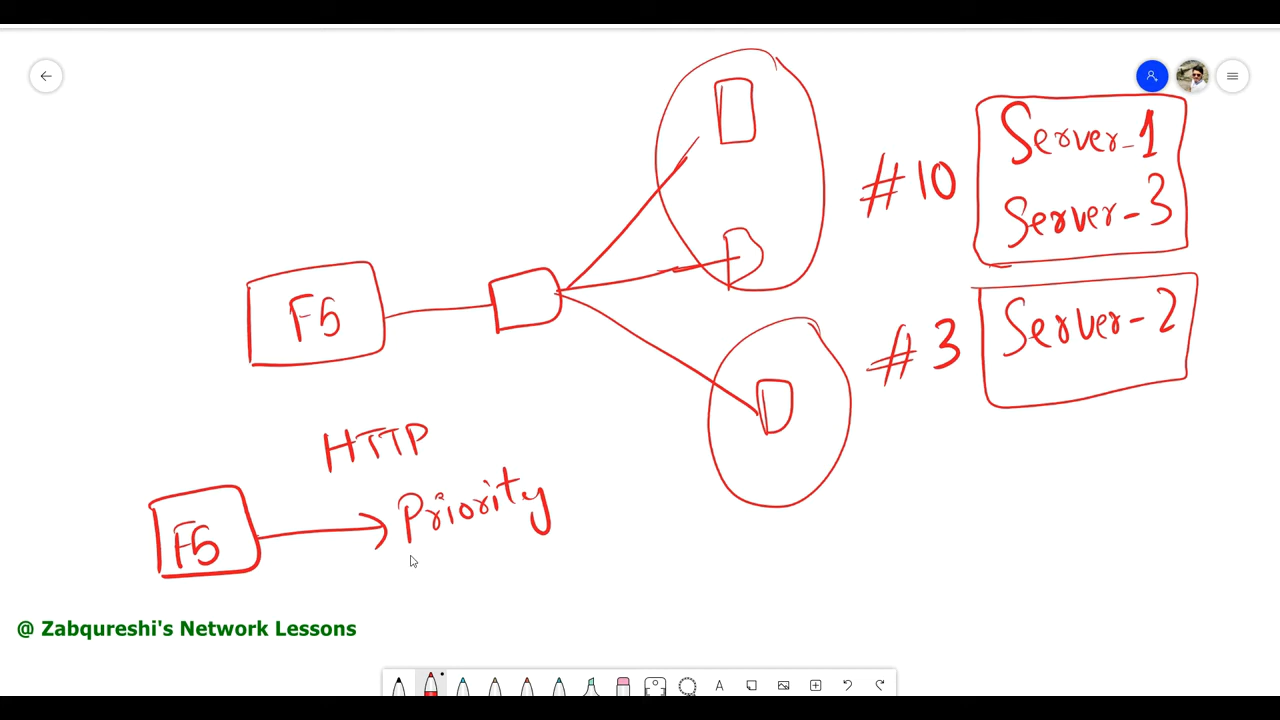 #10
Server-1
Server-3
#3
Server-2
F5
HTTP
F5
Priority
@ Zabqureshi's Network Lessons
A